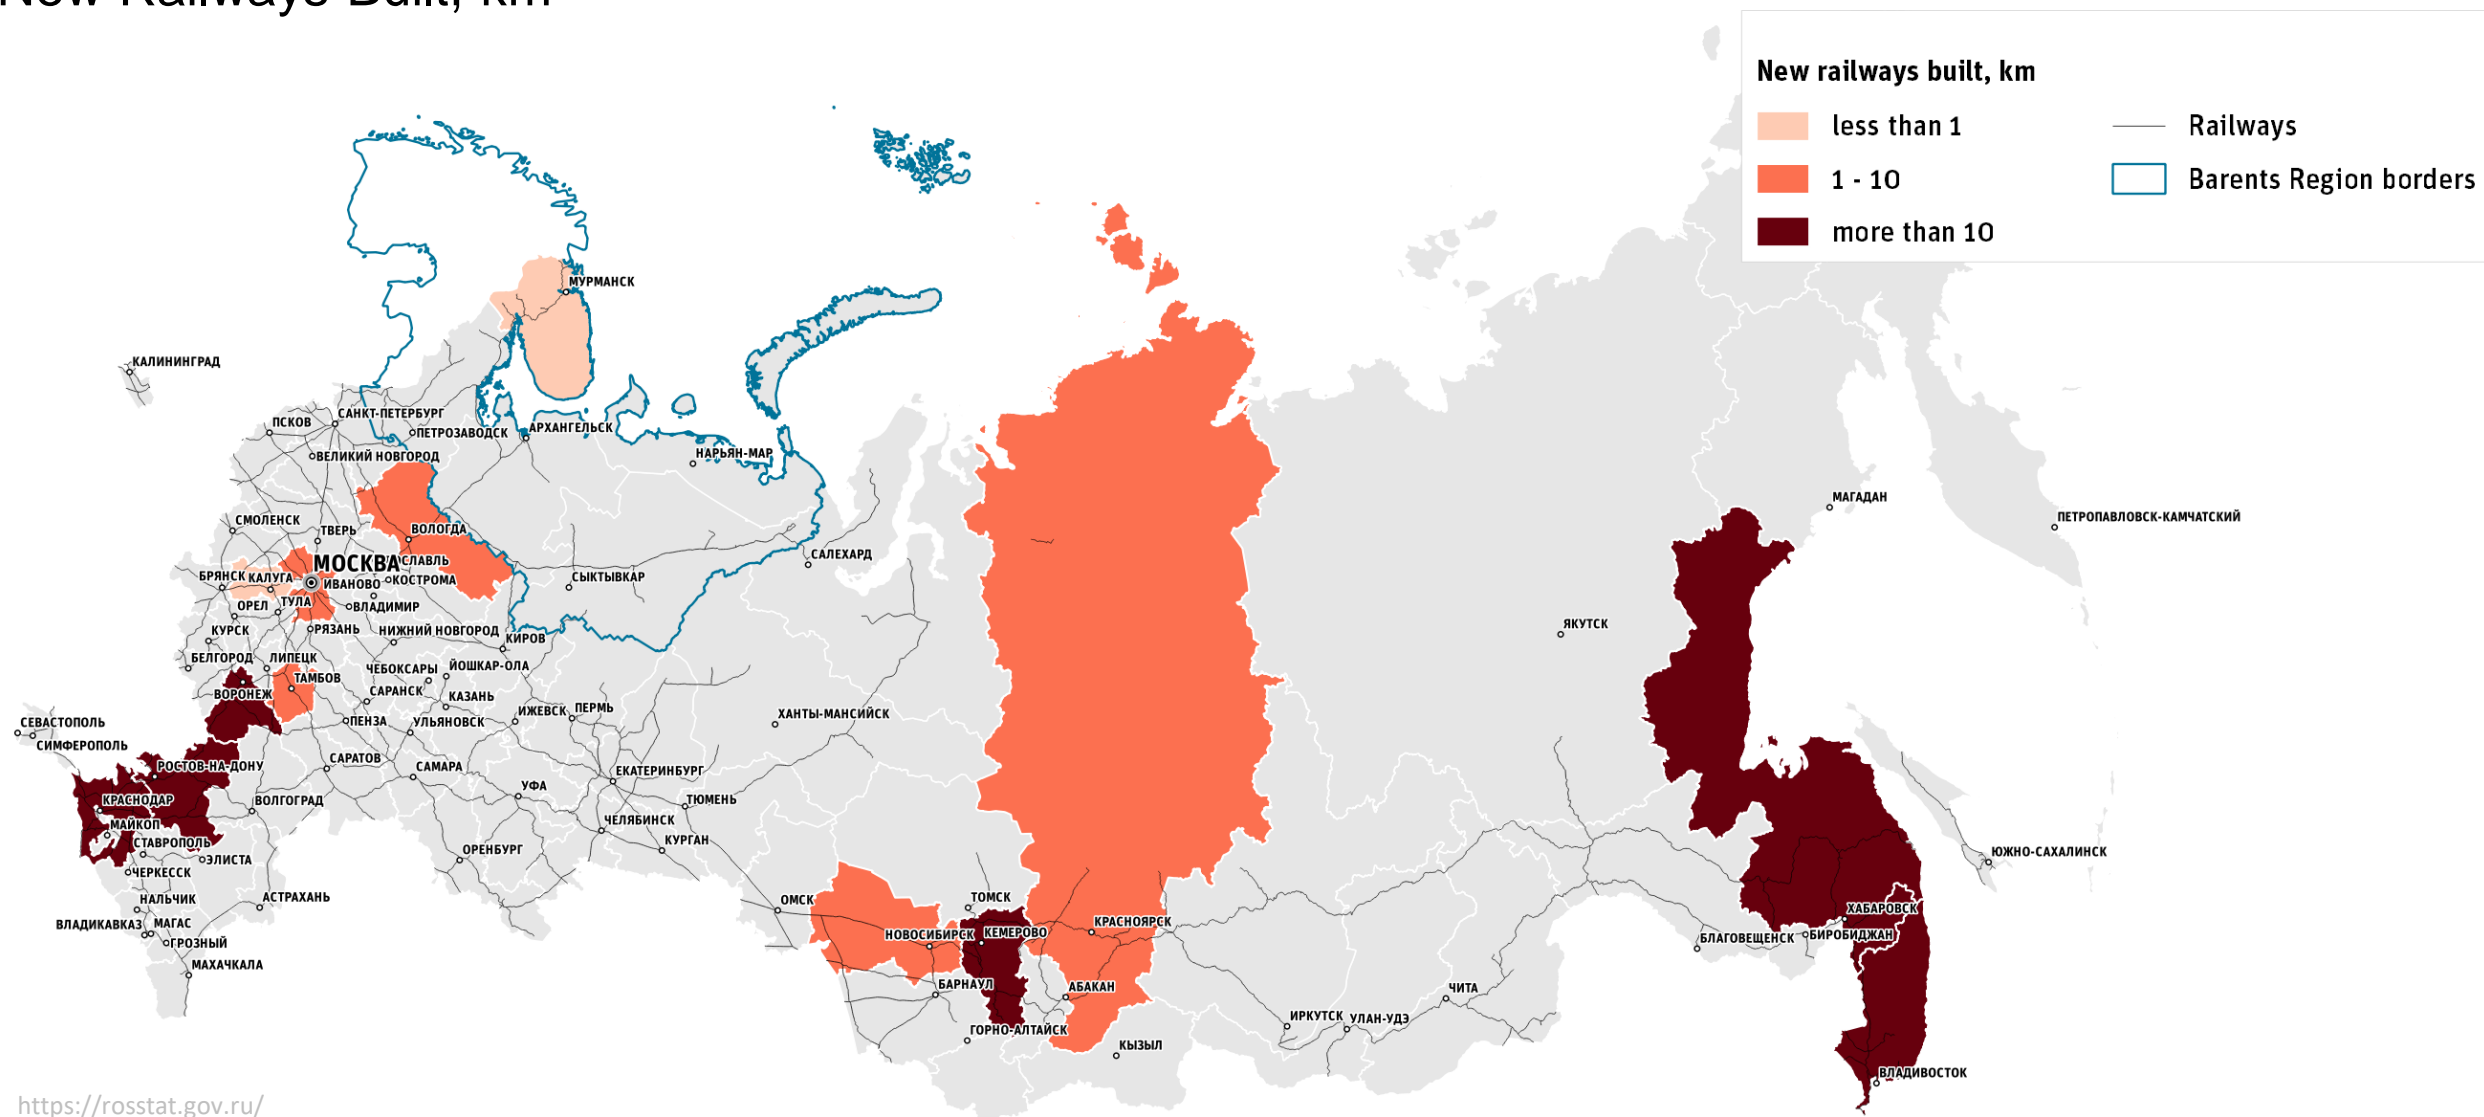 New Railways Built, km
New railways built, km
less than 1
Railways
1 - 10
Barents Region borders
more than 10
МУРМАНСК
КАЛИНИНГРАД
САНКТ-ПЕТЕРБУРГ
ПСКОВ
ПЕТРОЗАВОДСК
АРХАНГЕЛЬСК
ВЕЛИКИЙ НОВГОРОД
НАРЬЯН-МАР
МАГАДАН
ПЕТРОПАВЛОВСК-КАМЧАТСКИЙ
СМОЛЕНСК
ТВЕРЬ
ВОЛОГДА
САЛЕХАРД
МОСКВА
СЛАВЛЬ
БРЯНСК
КАЛУГА
ИВАНОВО
КОСТРОМА
СЫКТЫВКАР
ОРЕЛ
ТУЛА
ВЛАДИМИР
ЯКУТСК
КУРСК
РЯЗАНЬ
НИЖНИЙ НОВГОРОД
КИРОВ
БЕЛГОРОД
ЛИПЕЦК
ЧЕБОКСАРЫ
ЙОШКАР-ОЛА
ТАМБОВ
ВОРОНЕЖ
САРАНСК
КАЗАНЬ
СЕВАСТОПОЛЬ
ПЕНЗА
УЛЬЯНОВСК
ИЖЕВСК
ПЕРМЬ
ХАНТЫ-МАНСИЙСК
СИМФЕРОПОЛЬ
РОСТОВ-НА-ДОНУ
САРАТОВ
САМАРА
ЕКАТЕРИНБУРГ
УФА
КРАСНОДАР
ВОЛГОГРАД
ТЮМЕНЬ
МАЙКОП
ЧЕЛЯБИНСК
СТАВРОПОЛЬ
КУРГАН
ЭЛИСТА
ОРЕНБУРГ
ЮЖНО-САХАЛИНСК
ЧЕРКЕССК
НАЛЬЧИК
АСТРАХАНЬ
ОМСК
ТОМСК
ХАБАРОВСК
ВЛАДИКАВКАЗ
МАГАС
НОВОСИБИРСК
КЕМЕРОВО
КРАСНОЯРСК
БЛАГОВЕЩЕНСК
БИРОБИДЖАН
ГРОЗНЫЙ
МАХАЧКАЛА
БАРНАУЛ
АБАКАН
ЧИТА
ГОРНО-АЛТАЙСК
ИРКУТСК
УЛАН-УДЭ
КЫЗЫЛ
ВЛАДИВОСТОК
https://rosstat.gov.ru/